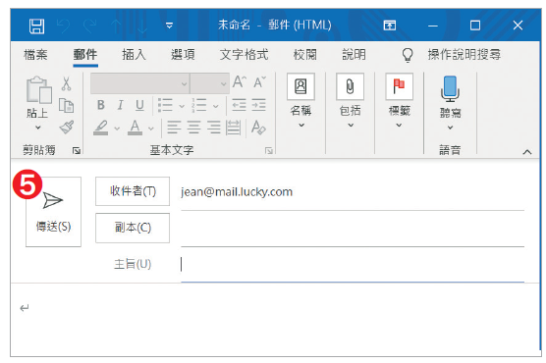 未命名 - 郵件 (HTML)
檔案 郵件 插入 選項 文字格式 校閱 說明 操作說明搜尋
貼上 B I U A A^ A˅ 名稱 包括 標籤 聽寫
剪貼簿 基本文字 語音
5
傳送(S)
收件者(T) jean@mail.lucky.com
副本(C)
主旨(U)